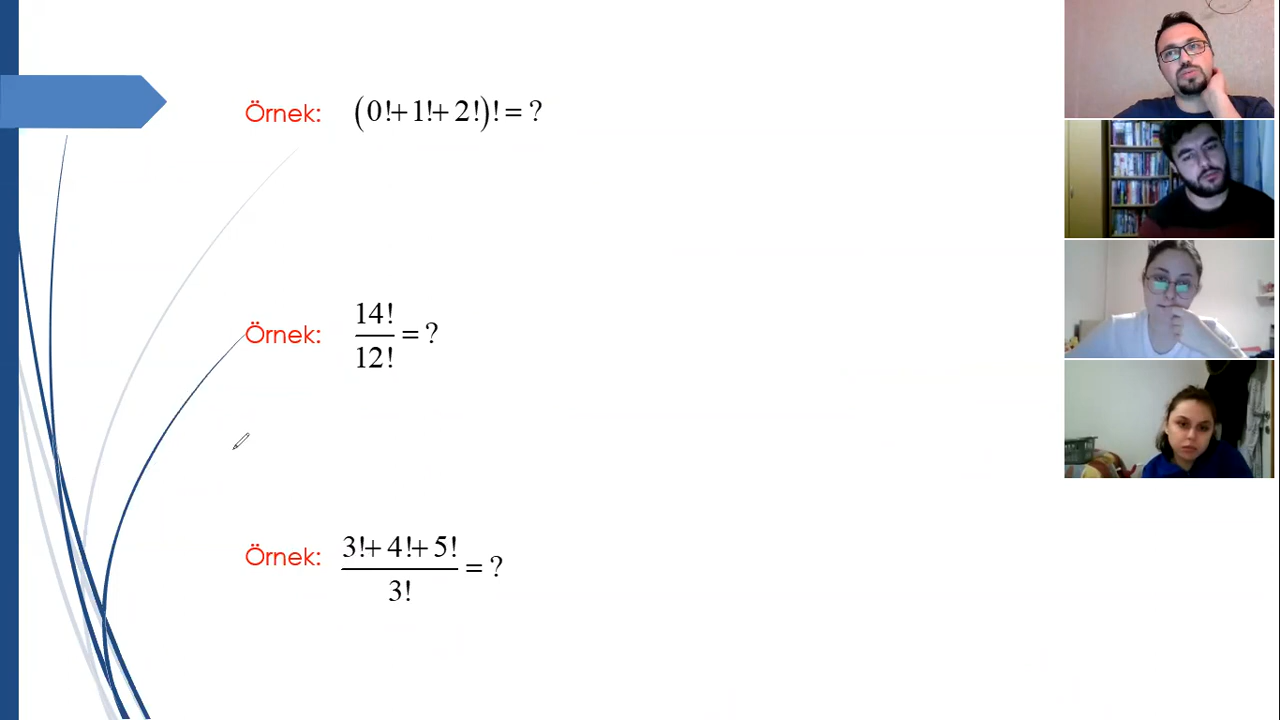 Örnek: (0!+1!+2!)! = ?
Örnek: 14!/12! = ?
Örnek: 3!+4!+5!/3! = ?